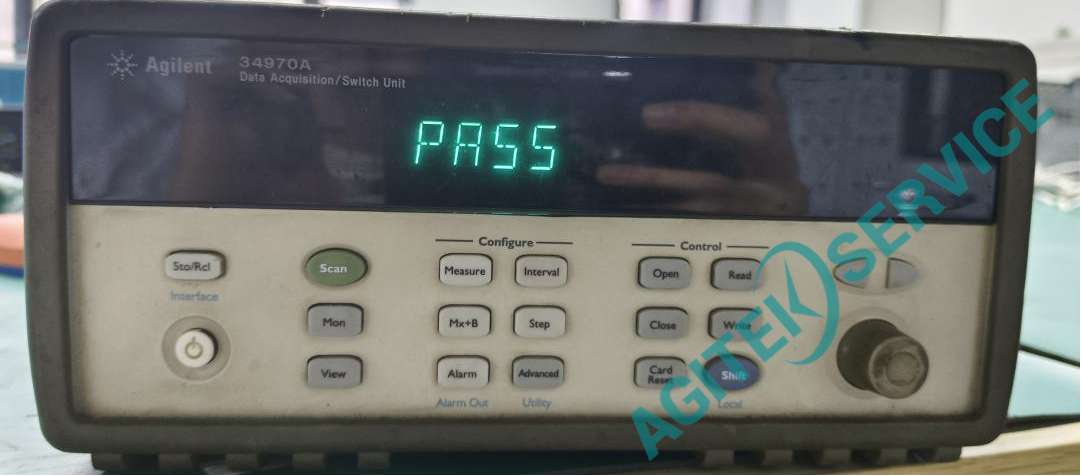 Agilent
34970A
Data Acquisition/Switch Unit
PASS
Configure
Control
Sto/Rcl
Scan
Measure
Interval
Open
Read
Interface
Mon
Mx+B
Step
Close
Write
View
Alarm
Advanced
Card
Reset
Shift
Alarm Out
Utility
Local
AGITEK SERVICE